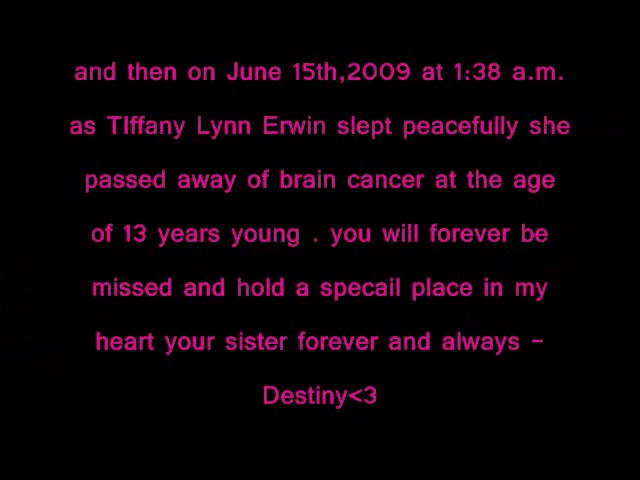 and then on June 15th,2009 at 1:38 a.m.
as TIffany Lynn Erwin slept peacefully she
passed away of brain cancer at the age
of 13 years young . you will forever be
missed and hold a specail place in my
heart your sister forever and always -
Destiny<3